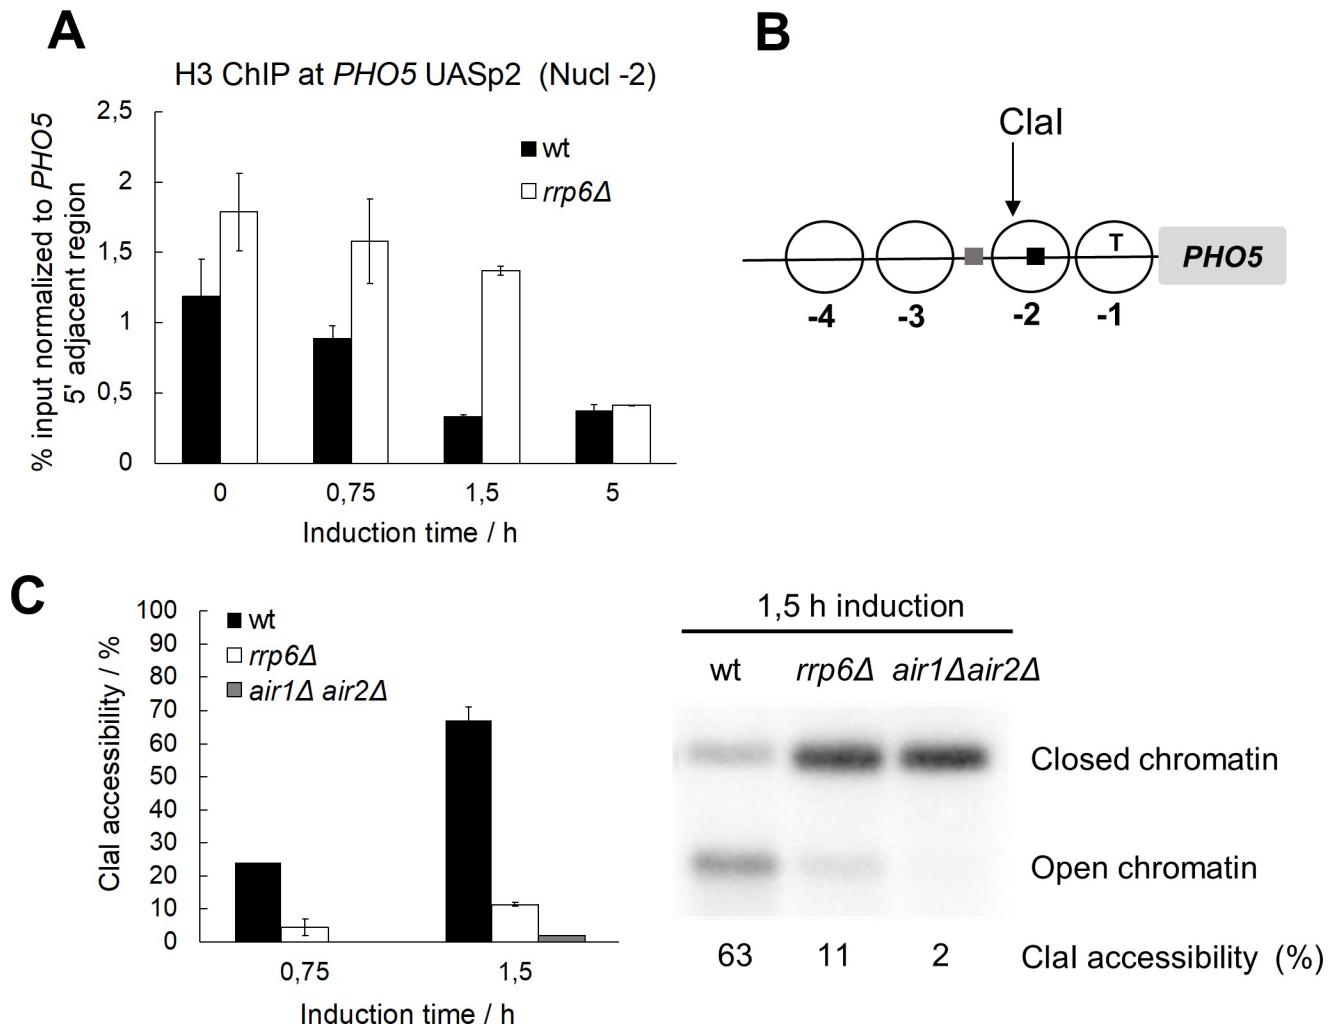 A
H3 ChIP at PHO5 UASp2 (Nucl -2)
% input normalized to PHO5
5' adjacent region
2,5
2
1,5
1
0,5
0
wt
rrp6Δ
0 0,75 1,5 5
Induction time / h
B
ClaI
T
PHO5
-4 -3 -2 -1
C
ClaI accessibility / %
100
90
80
70
60
50
40
30
20
10
0
wt
rrp6Δ
air1Δ air2Δ
0,75 1,5
Induction time / h
1,5 h induction
wt rrp6Δ air1Δair2Δ
Closed chromatin
Open chromatin
63 11 2 ClaI accessibility (%)